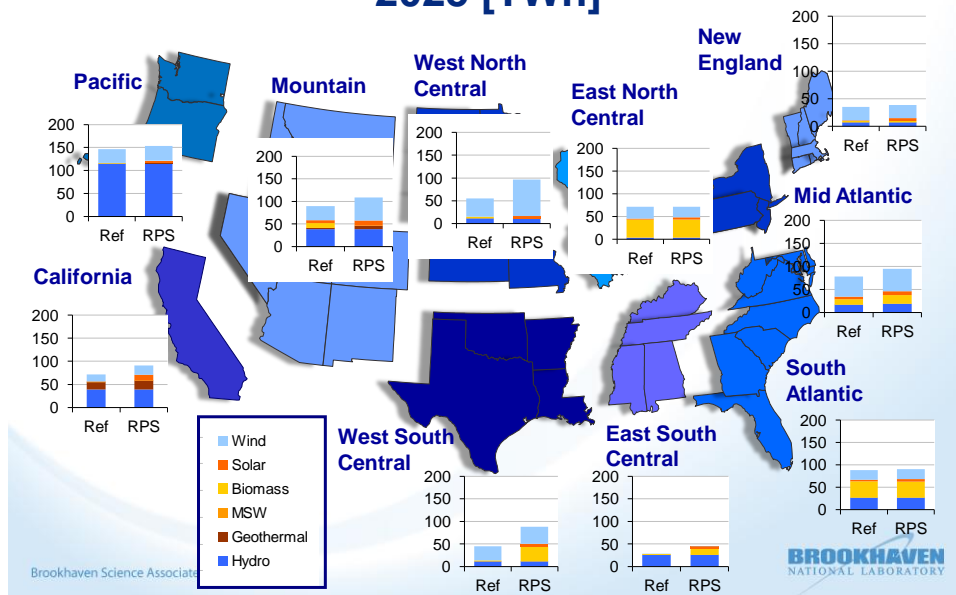 [TWh]
New
England
200
150
100
50
0
Ref RPS
Pacific
200
150
100
50
0
Ref RPS
Mountain
200
150
100
50
0
Ref RPS
West North
Central
200
150
100
50
0
Ref RPS
East North
Central
200
150
100
50
0
Ref RPS
Mid Atlantic
200
150
100
50
0
Ref RPS
California
200
150
100
50
0
Ref RPS
South
Atlantic
200
150
100
50
0
Ref RPS
Wind
Solar
Biomass
MSW
Geothermal
Hydro
West South
Central
200
150
100
50
0
Ref RPS
East South
Central
200
150
100
50
0
Ref RPS
Brookhaven Science Associate
BROOKHAVEN
NATIONAL LABORATORY